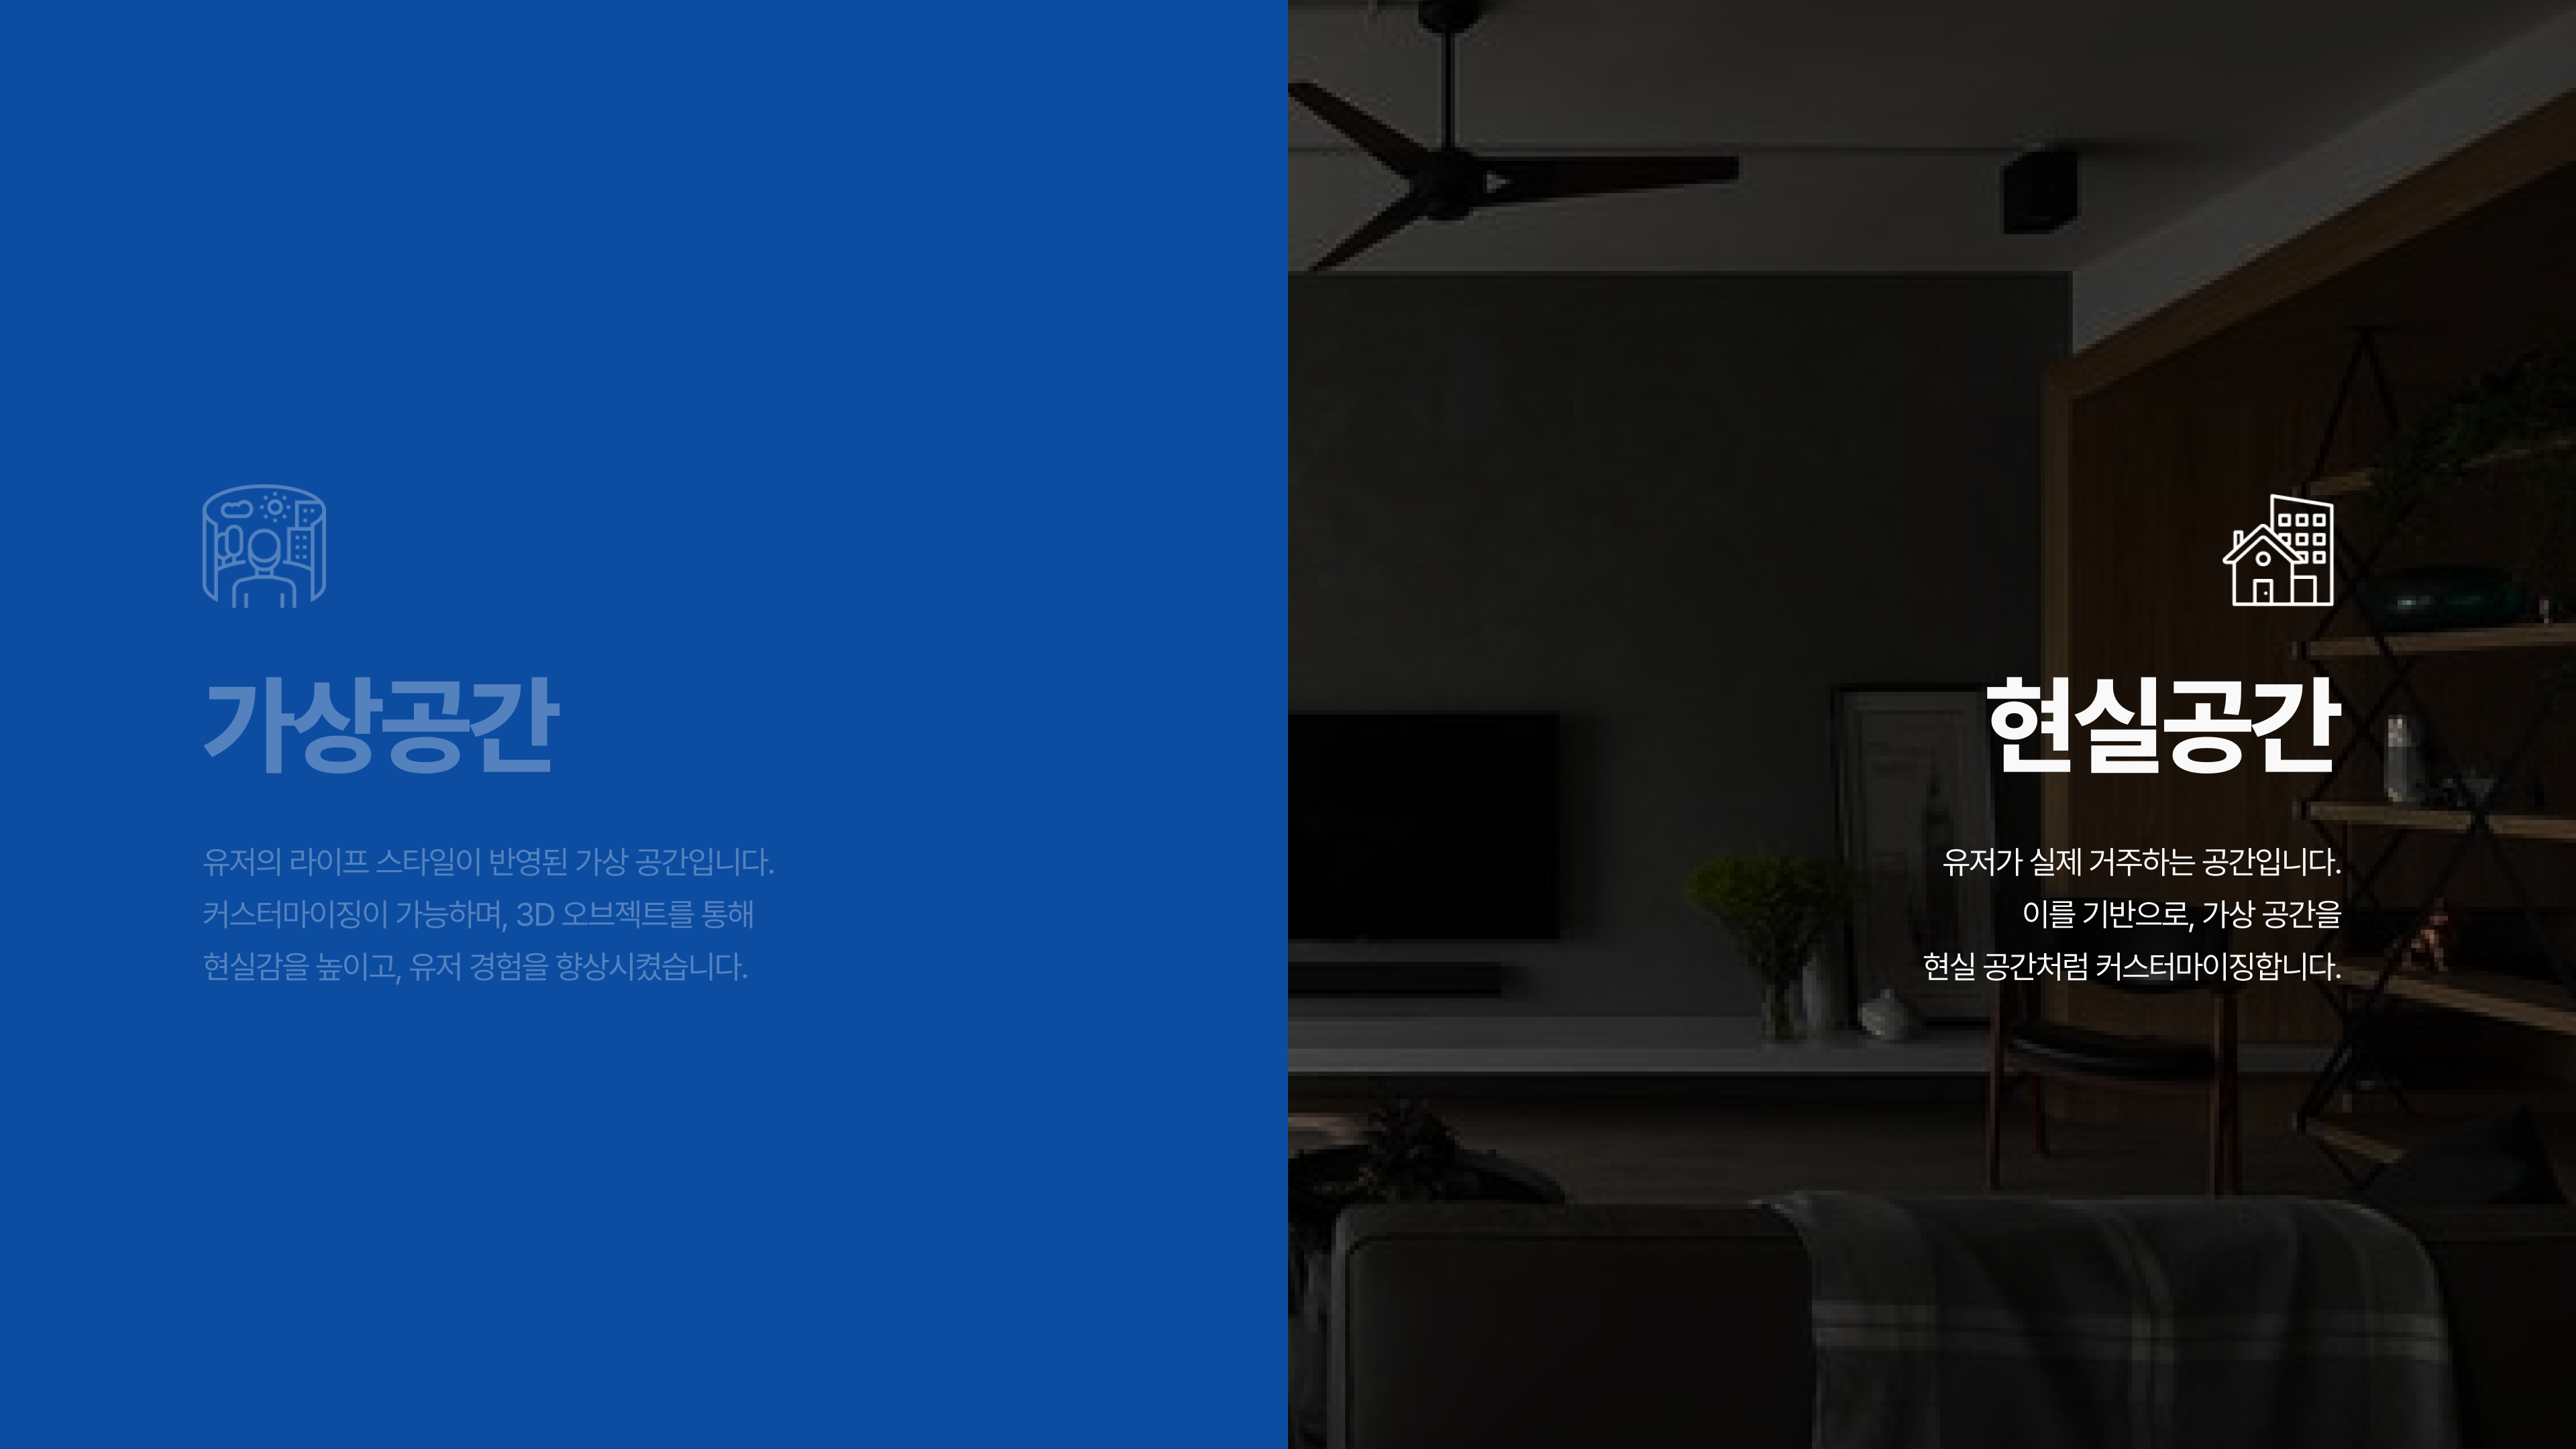 가상공간
유저의 라이프 스타일이 반영된 가상 공간입니다.
커스터마이징이 가능하며, 3D 오브젝트를 통해
현실감을 높이고, 유저 경험을 향상시켰습니다.
현실공간
유저가 실제 거주하는 공간입니다.
이를 기반으로, 가상 공간을
현실 공간처럼 커스터마이징합니다.